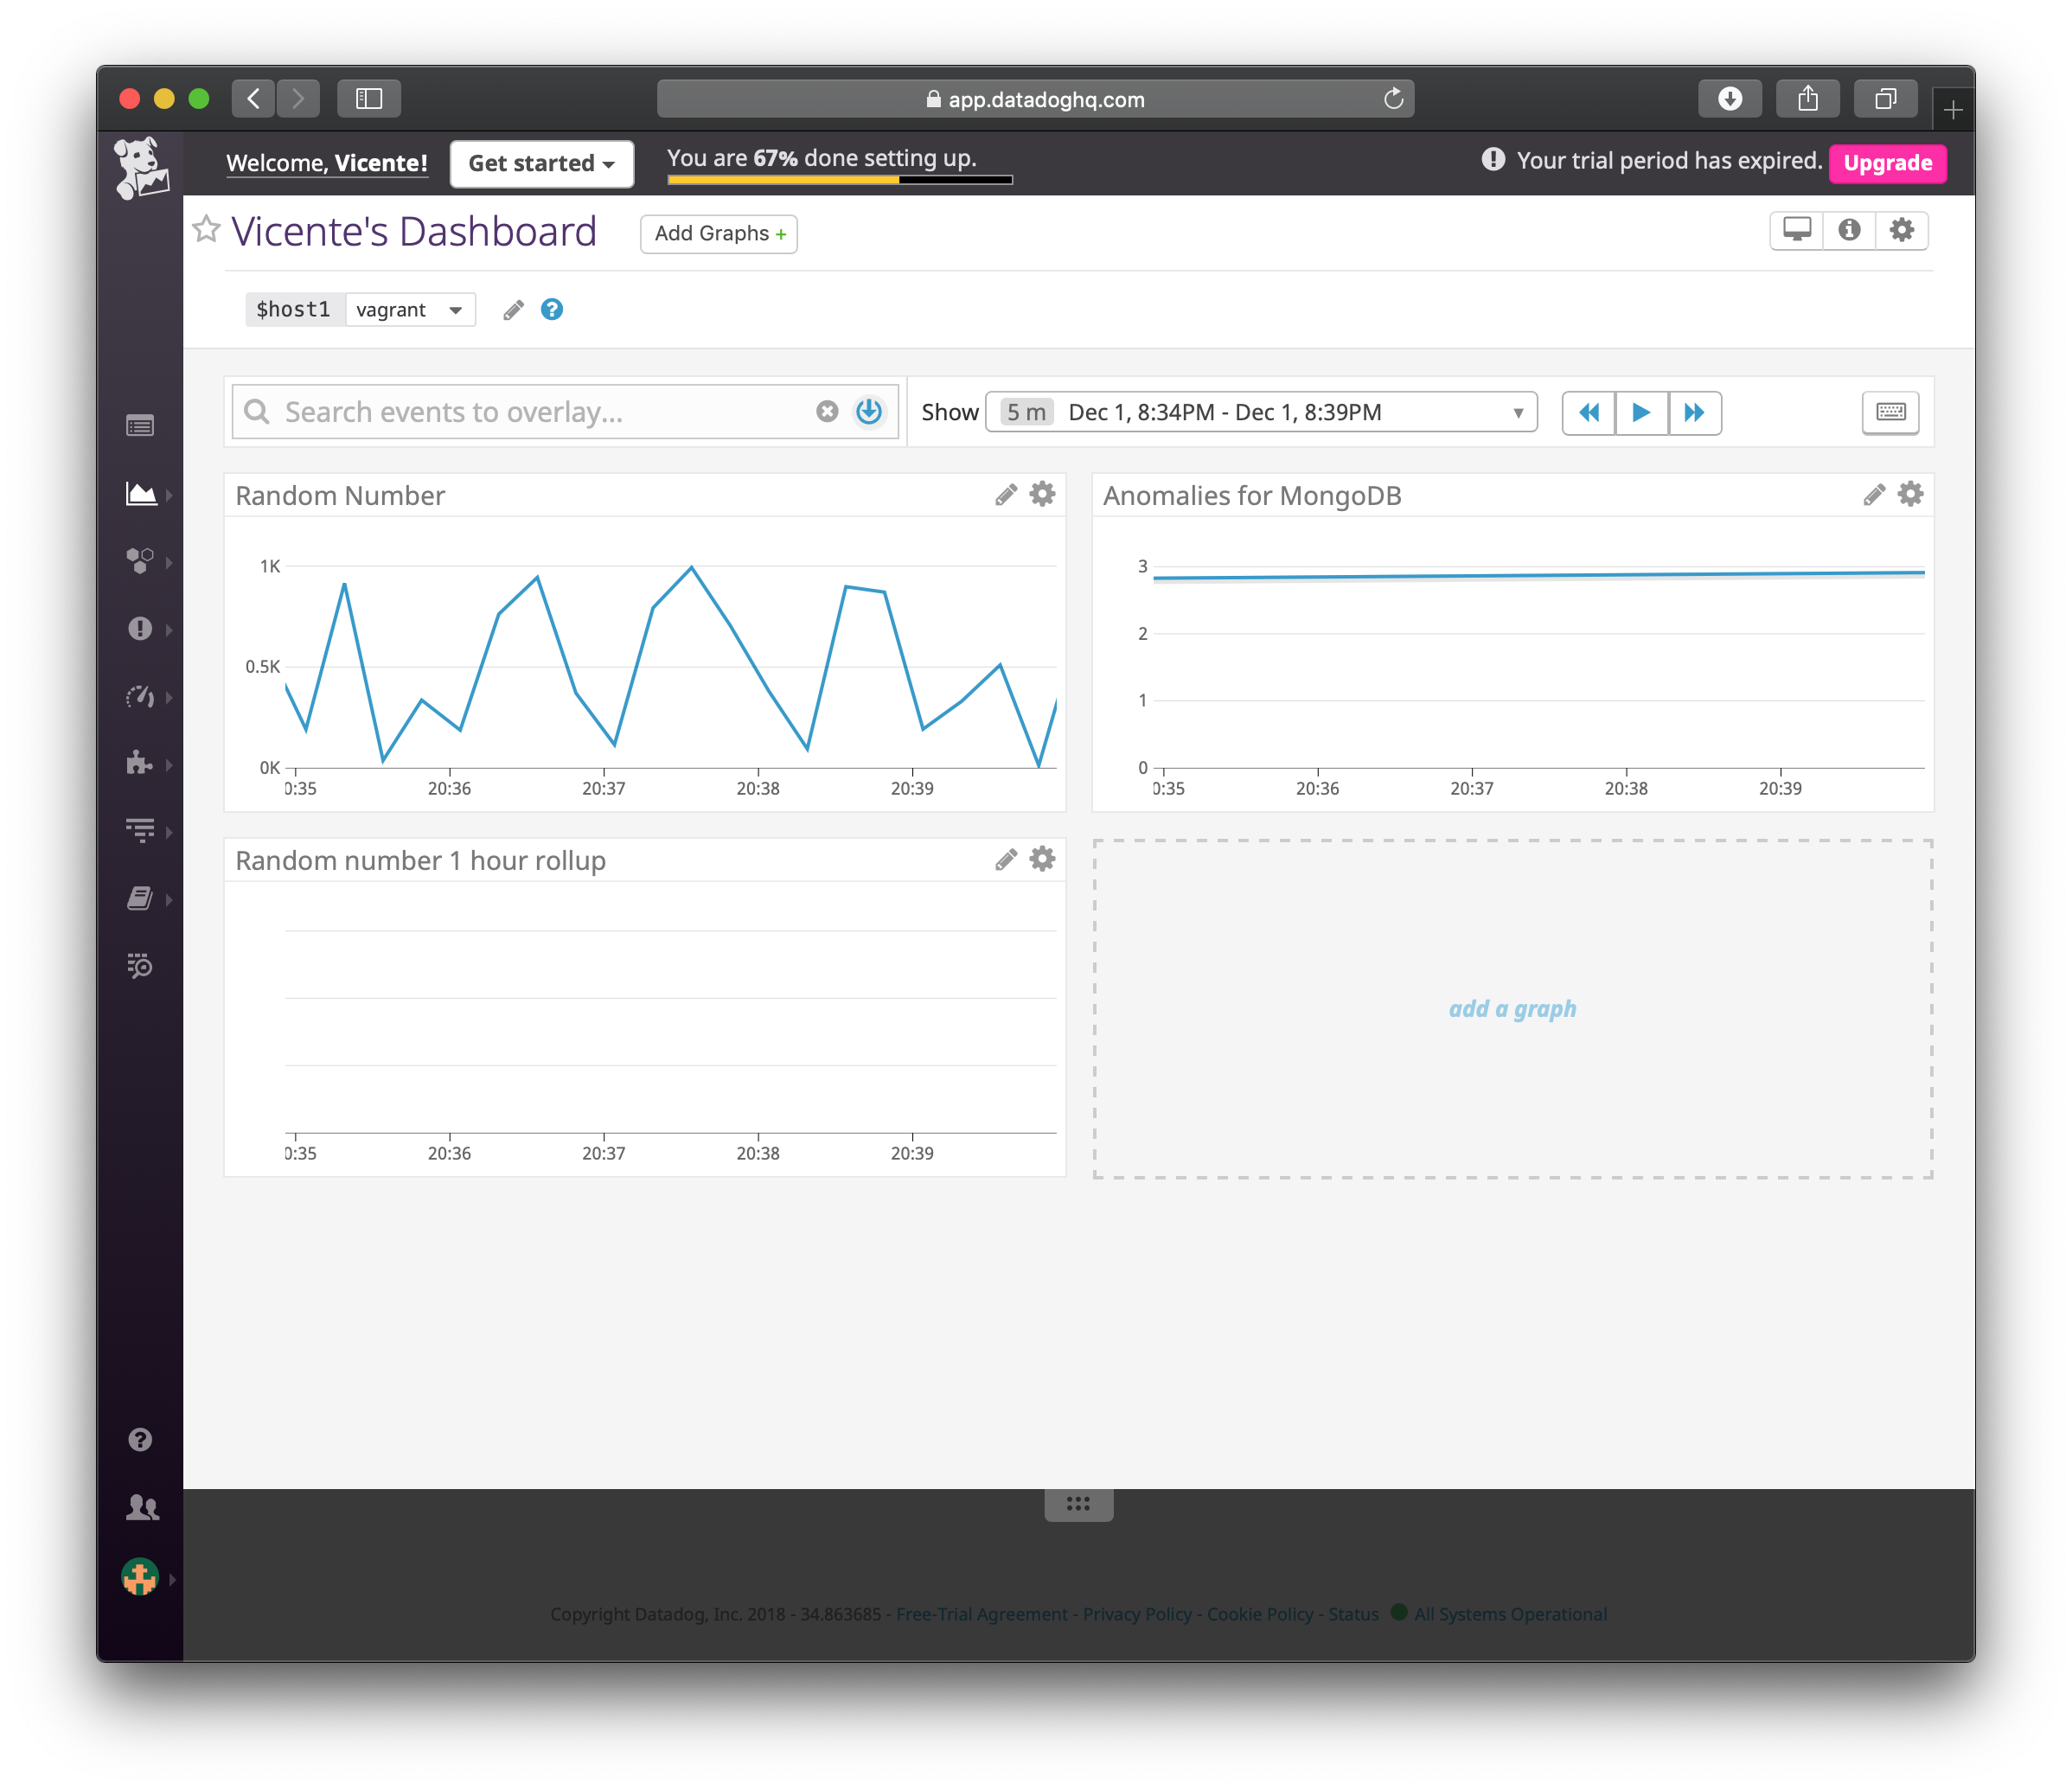 app.datadoghq.com
Welcome, Vicente!
Get started
You are 67% done setting up.
Your trial period has expired.
Upgrade
Vicente's Dashboard
Add Graphs +
$host1
vagrant
Search events to overlay...
Show
5 m
Dec 1, 8:34PM - Dec 1, 8:39PM
Random Number
1K
0.5K
0K
0:35
20:36
20:37
20:38
20:39
Anomalies for MongoDB
3
2
1
0
0:35
20:36
20:37
20:38
20:39
Random number 1 hour rollup
0:35
20:36
20:37
20:38
20:39
add a graph
Copyright Datadog, Inc. 2018 - 34.863685 - Free-Trial Agreement - Privacy Policy - Cookie Policy - Status All Systems Operational